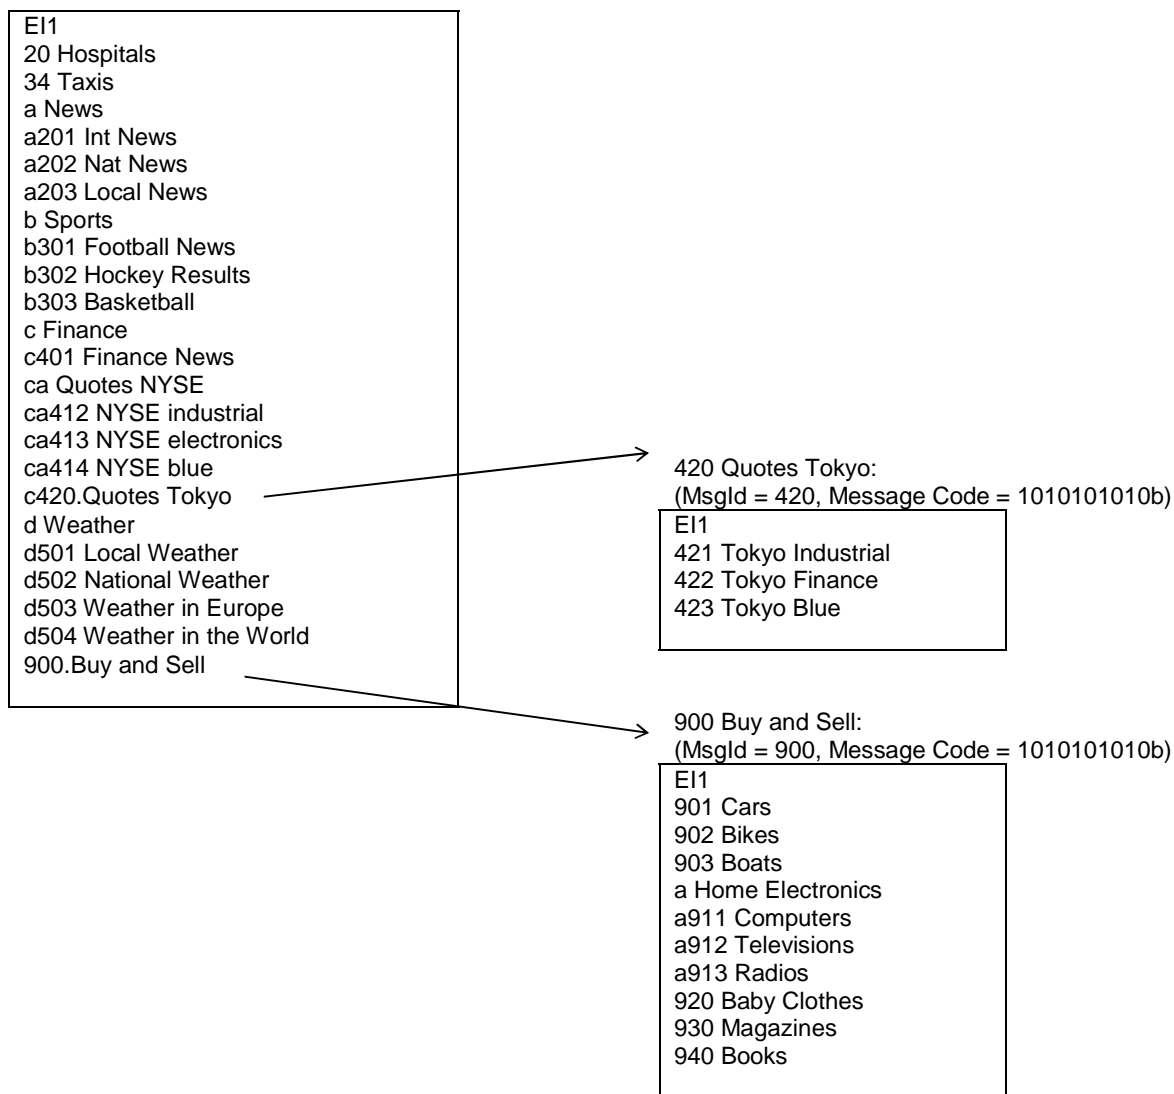 EI1
20 Hospitals
34 Taxis
a News
a201 Int News
a202 Nat News
a203 Local News
b Sports
b301 Football News
b302 Hockey Results
b303 Basketball
c Finance
c401 Finance News
ca Quotes NYSE
ca412 NYSE industrial
ca413 NYSE electronics
ca414 NYSE blue
c420.Quotes Tokyo
d Weather
d501 Local Weather
d502 National Weather
d503 Weather in Europe
d504 Weather in the World
900.Buy and Sell
420 Quotes Tokyo:
(MsgId = 420, Message Code = 1010101010b)
EI1
421 Tokyo Industrial
422 Tokyo Finance
423 Tokyo Blue
900 Buy and Sell:
(MsgId = 900, Message Code = 1010101010b)
EI1
901 Cars
902 Bikes
903 Boats
a Home Electronics
a911 Computers
a912 Televisions
a913 Radios
920 Baby Clothes
930 Magazines
940 Books